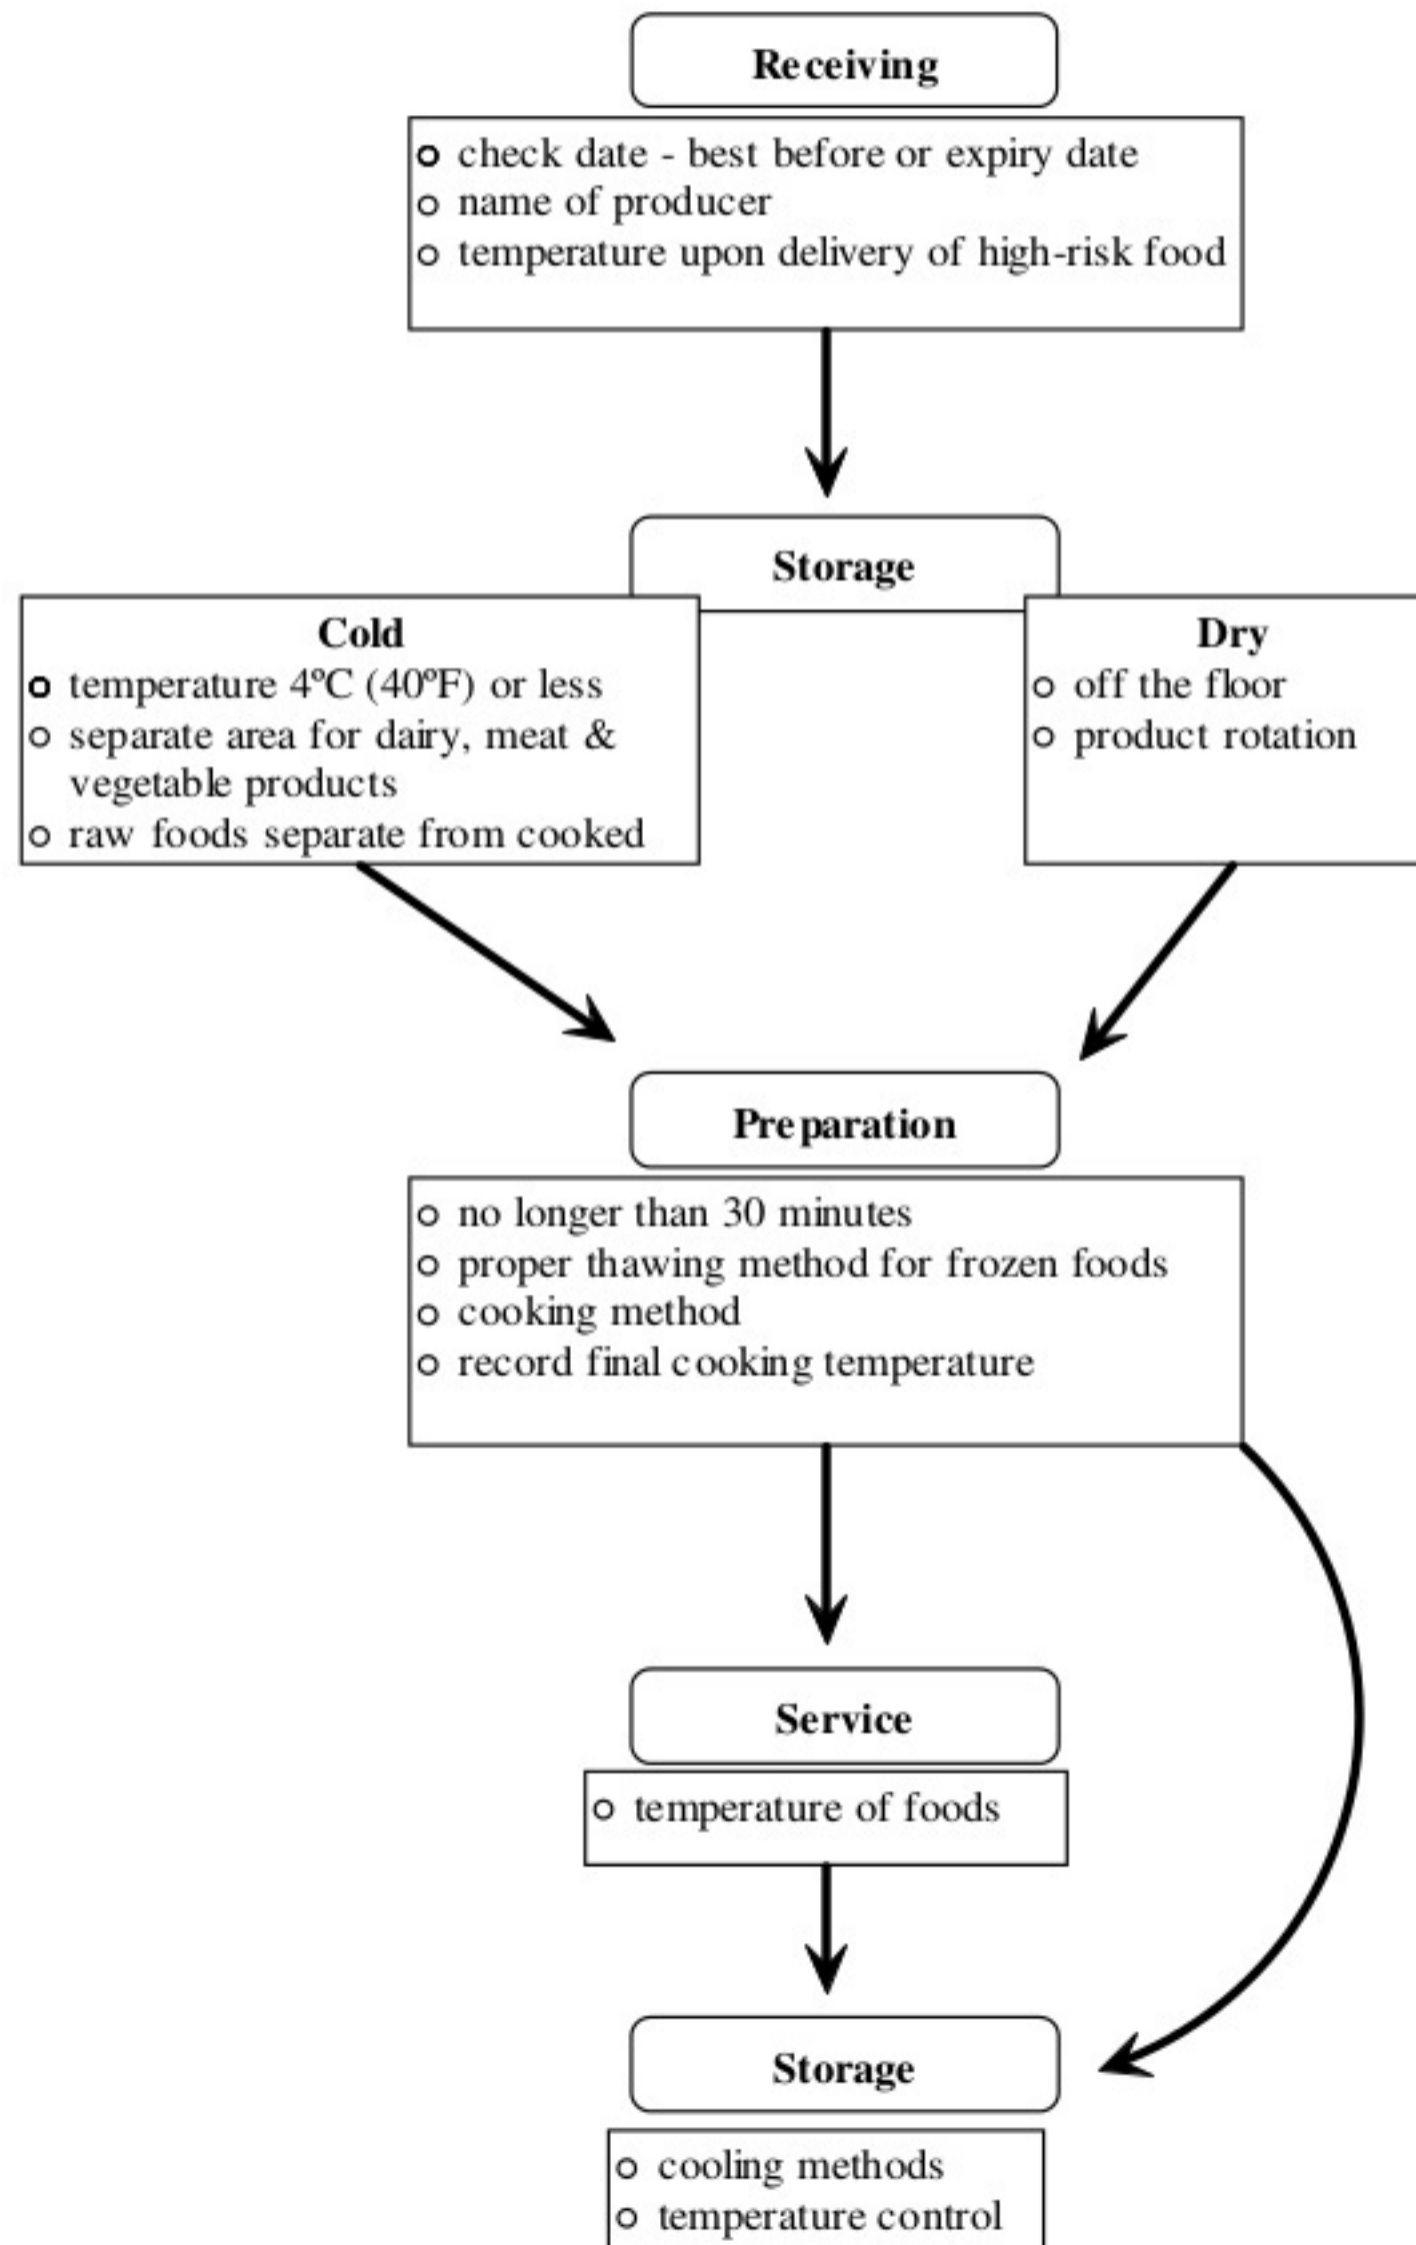 Receiving
o check date - best before or expiry date
o name of producer
o temperature upon delivery of high-risk food
Storage
Cold
o temperature 4ºC (40ºF) or less
o separate area for dairy, meat &
vegetable products
o raw foods separate from cooked
Dry
o off the floor
o product rotation
Preparation
o no longer than 30 minutes
o proper thawing method for frozen foods
o cooking method
o record final cooking temperature
Service
o temperature of foods
Storage
o cooling methods
o temperature control